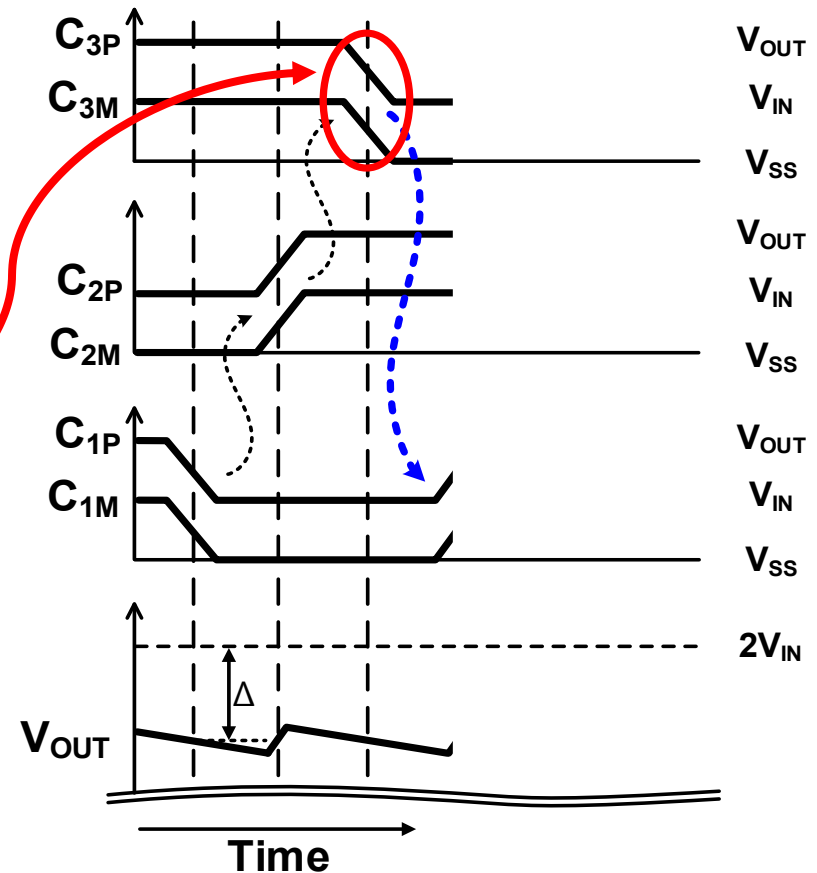 C3P VOUT
C3M VIN
VSS
VOUT
C2P VIN
C2M VSS
C1P VOUT
C1M VIN
VSS
2VIN
Δ
VOUT
Time